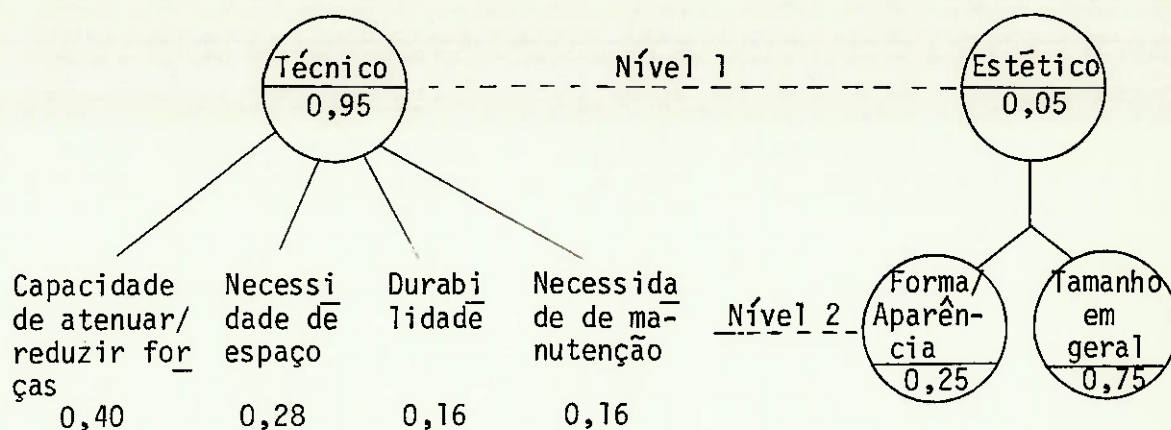 Técnico
0,95
Nível 1
Estético
0,05
Capacidade
de atenuar/
reduzir for
ças
0,40
Necessi
dade de
espaço
0,28
Durabi
lidade
0,16
Necessida
de de ma-
nutenção
0,16
Nível 2
Forma/
Aparên-
cia
0,25
Tamanho
em
geral
0,75